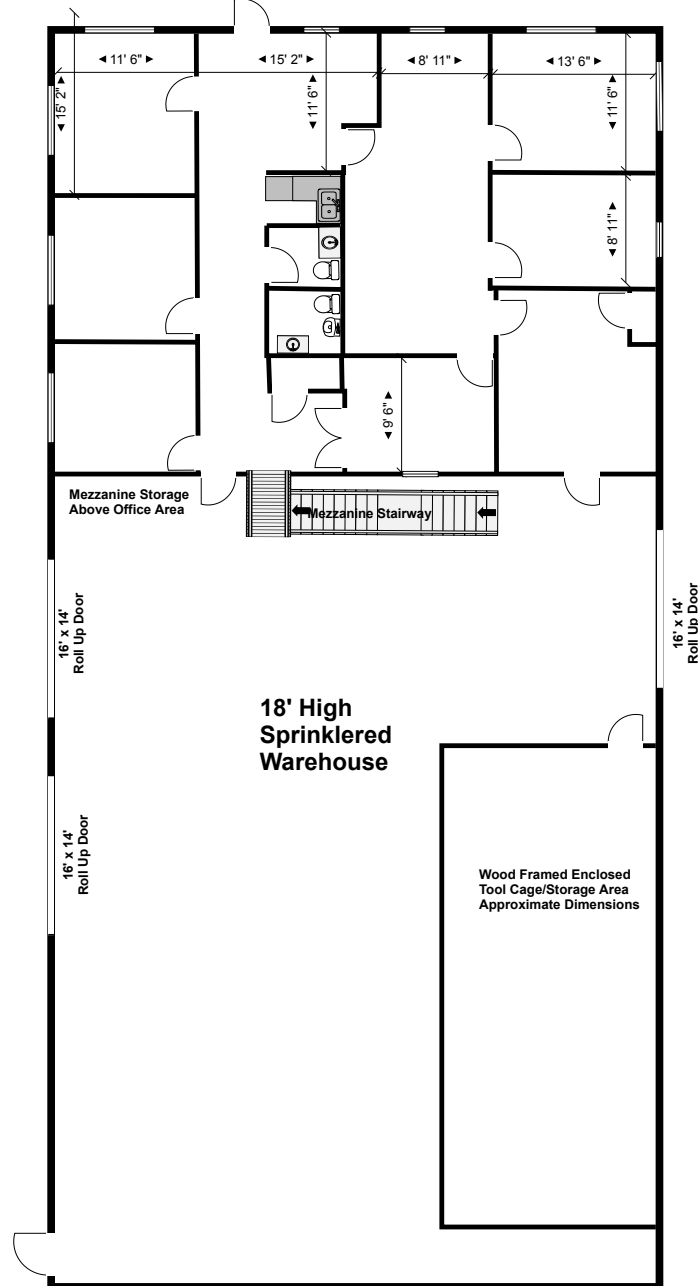 ◄ 11' 6" ►
◄ 15' 2" ►
◄ 8' 11" ►
◄ 13' 6" ►
◄ 15' 2" ►
◄ 11' 6" ►
◄ 11' 6" ►
◄ 8' 11" ►
◄ 9' 6" ►
Mezzanine Storage
Above Office Area
Mezzanine Stairway
16' x 14'
Roll Up Door
16' x 14'
Roll Up Door
18' High
Sprinklered
Warehouse
16' x 14'
Roll Up Door
Wood Framed Enclosed
Tool Cage/Storage Area
Approximate Dimensions